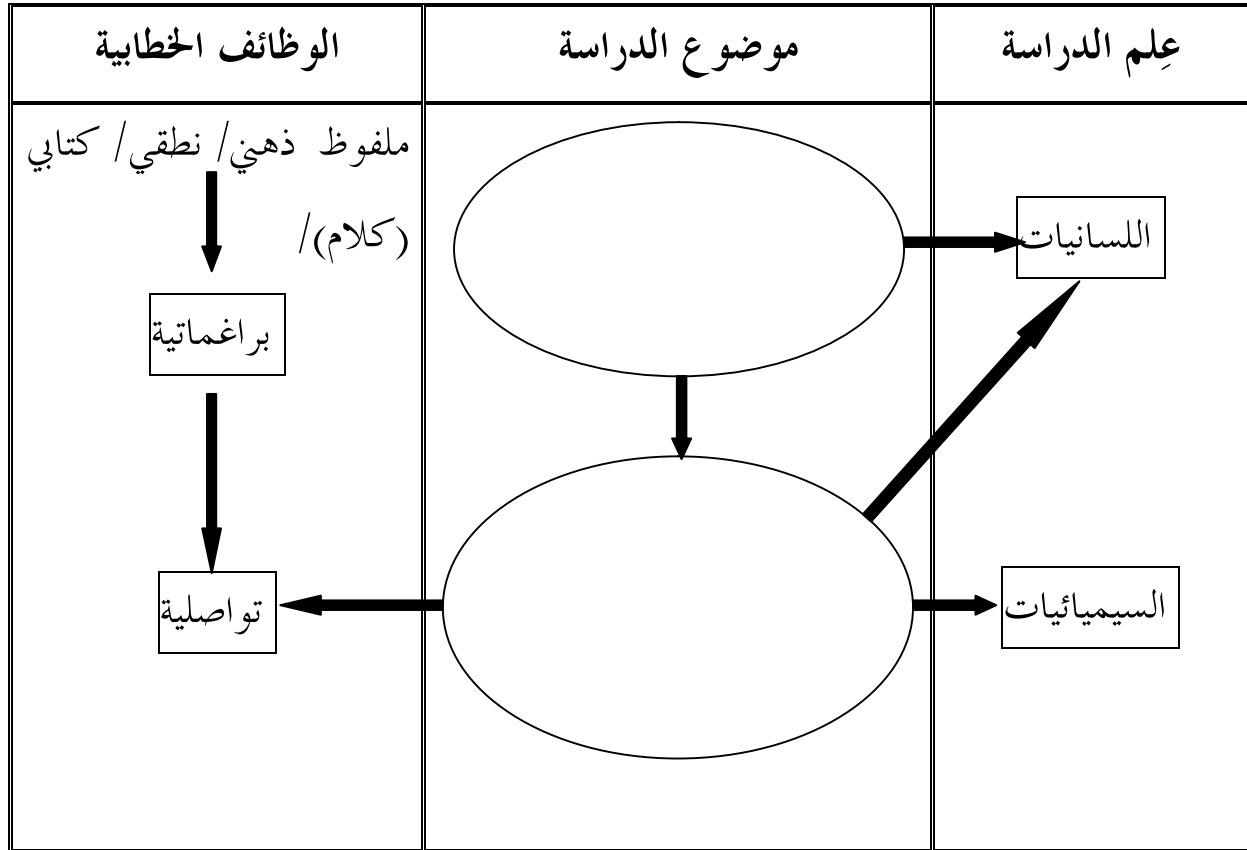 عِلم الدراسة
موضوع الدراسة
الوظائف الخطابية
اللسانيات
السيميائيات
ملفوظ ذهني/ نطقي/ كتابي
(كلام)/
براغماتية
تواصلية